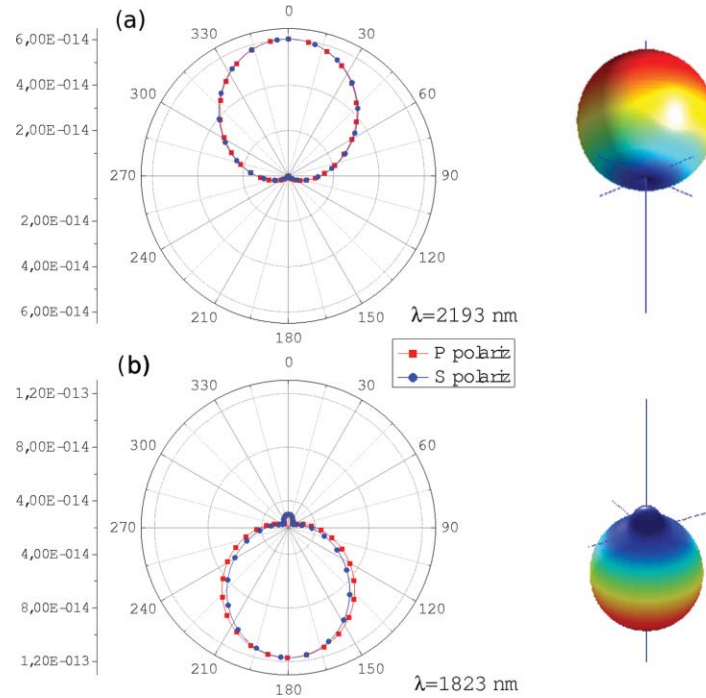 (a)
0
6,00E-014
330
30
4,00E-014
300
60
2,00E-014
270
90
2,00E-014
240
120
4,00E-014
210
150
6,00E-014
180
λ=2193 nm
P polariz
S polariz
(b)
0
1,20E-013
330
30
8,00E-014
300
60
4,00E-014
270
90
4,00E-014
240
120
8,00E-014
210
150
1,20E-013
180
λ=1823 nm